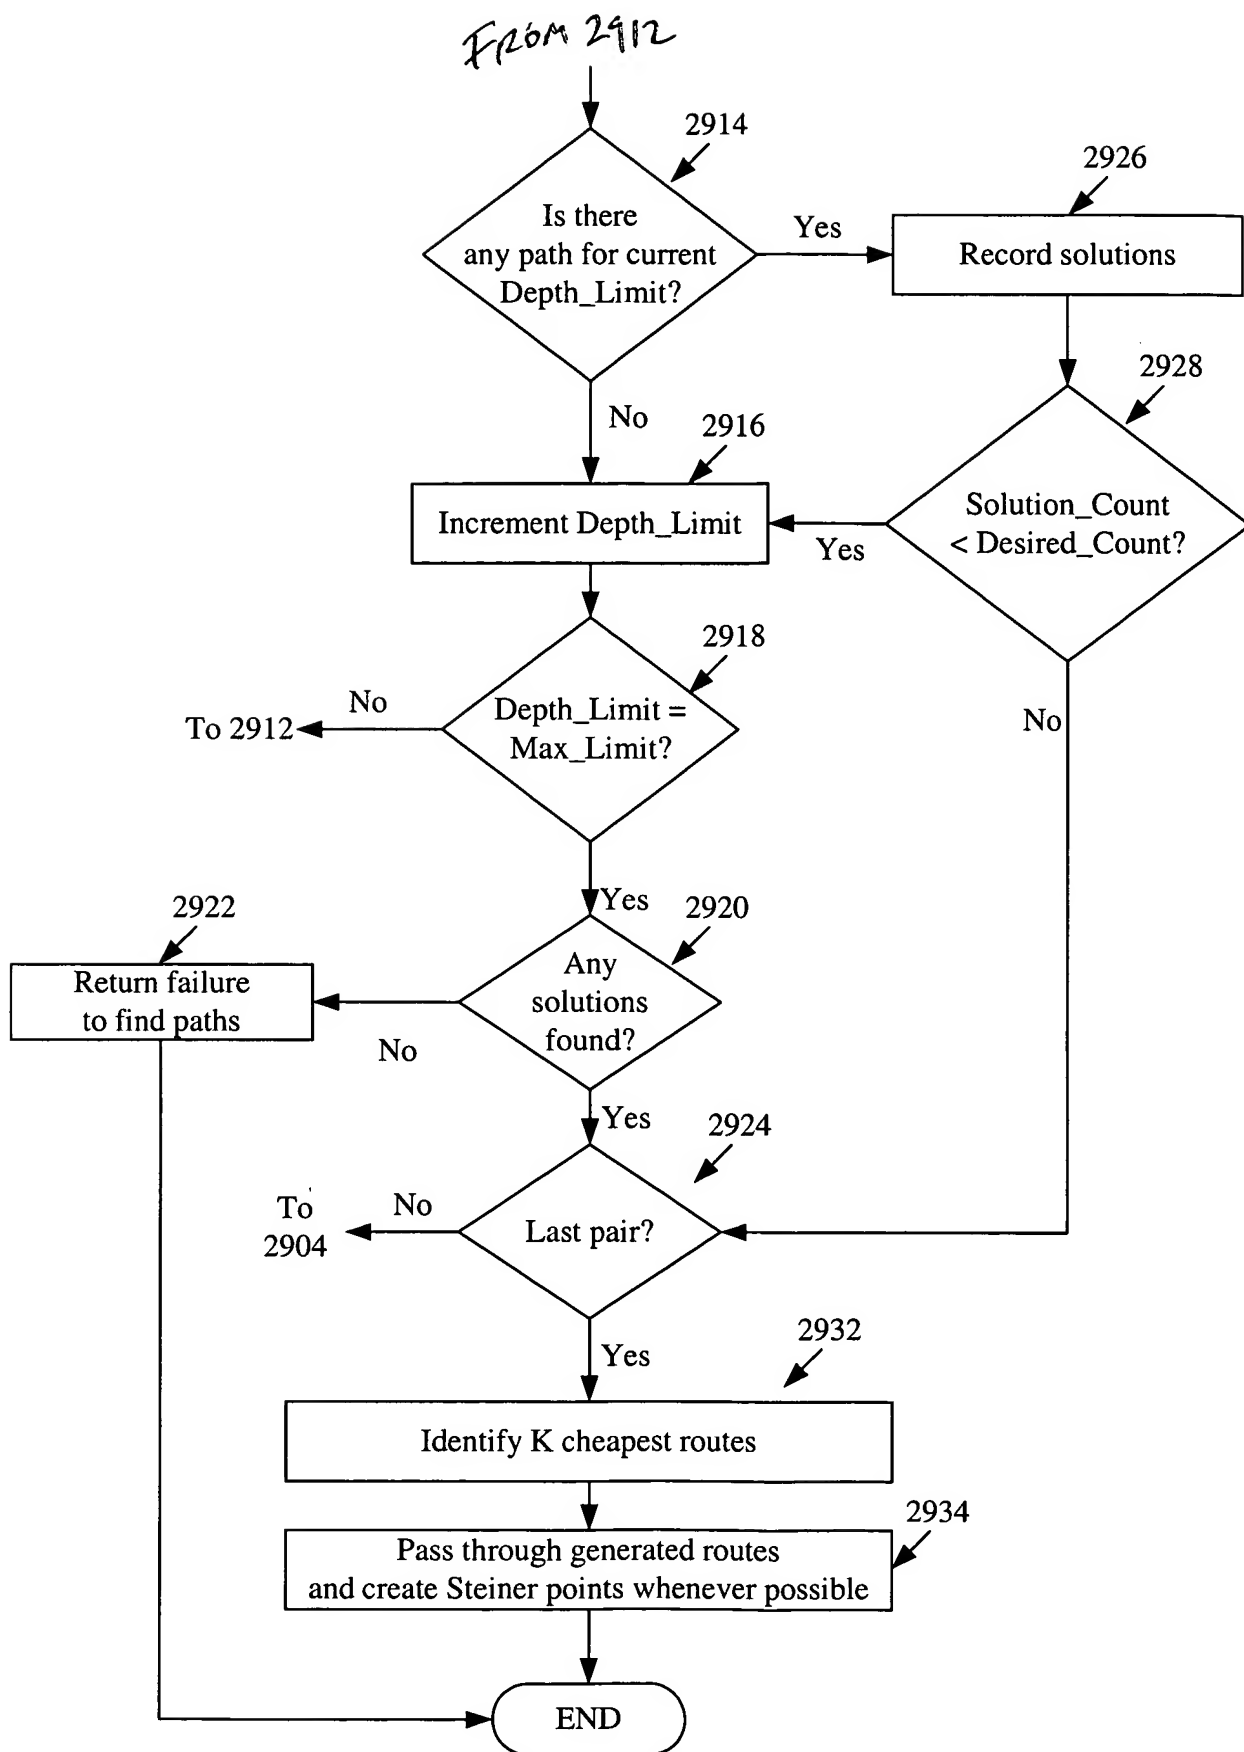 FROM 2912
2914
2926
Is there
any path for current
Depth_Limit?
Yes
Record solutions
2928
No
2916
Increment Depth_Limit
Yes
Solution_Count
< Desired_Count?
2918
No
To 2912
Depth_Limit =
Max_Limit?
No
Yes
2922
2920
Return failure
to find paths
Any
solutions
found?
No
Yes
2924
To
2904
No
Last pair?
2932
Yes
Identify K cheapest routes
2934
Pass through generated routes
and create Steiner points whenever possible
END